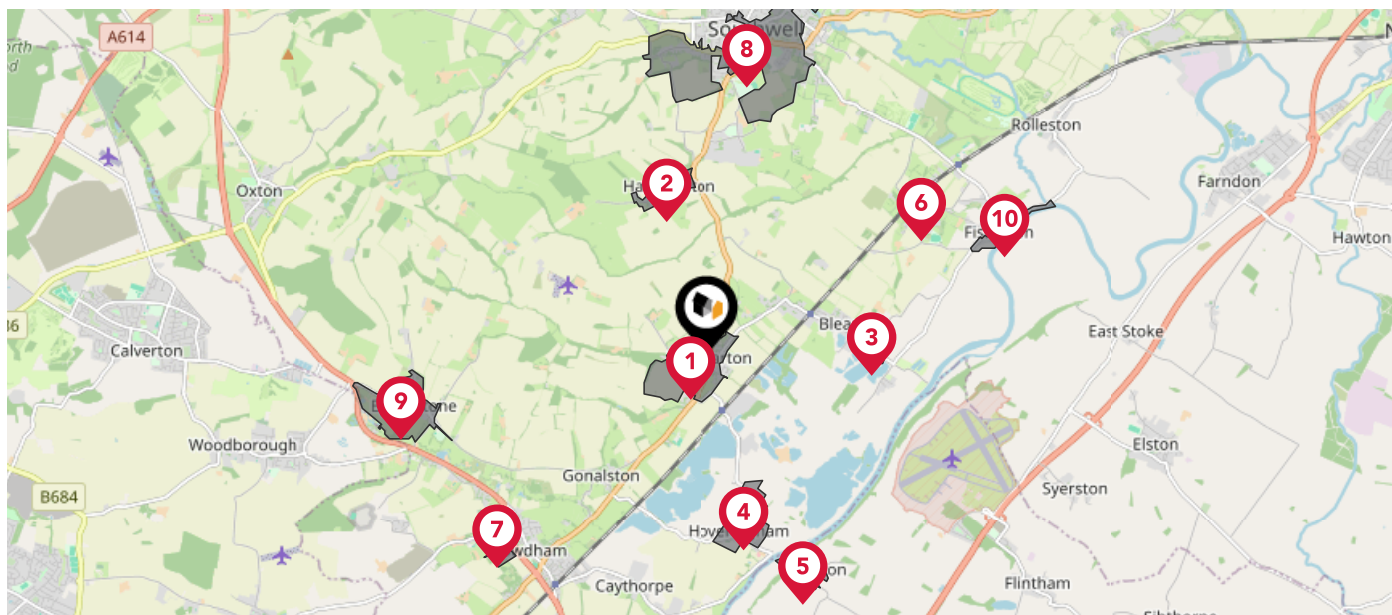 A614
8
Rolleston
Farndon
Oxton
2
6
10
Hawton
86
Calverton
1
3
East Stoke
9
Woodborough
Elston
Gonalston
B684
Syerston
4
7
Caythorpe
5
Flintham